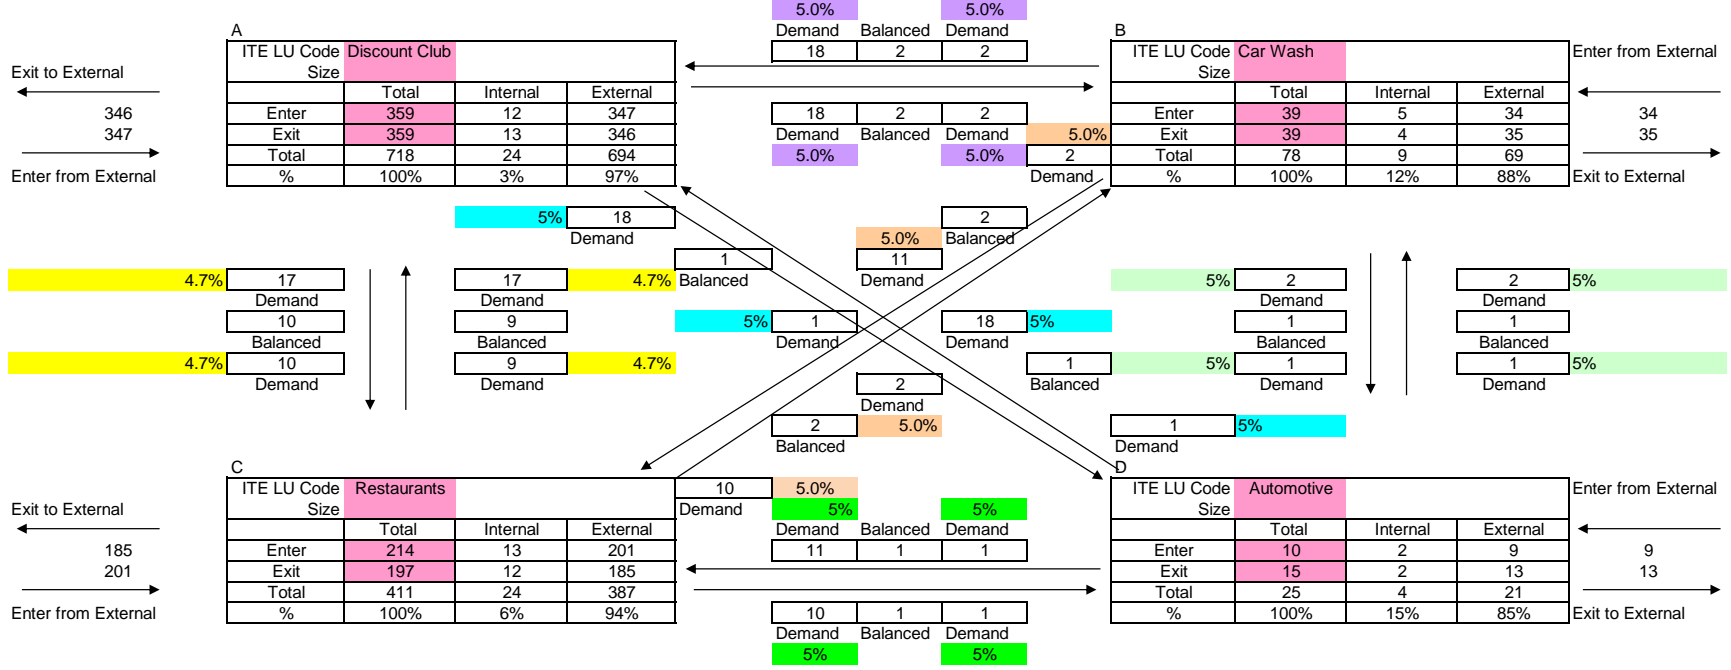 5.0% 5.0%
A Demand Balanced Demand B
ITE LU Code Discount Club 18 2 2 ITE LU Code Car Wash Enter from External
Exit to External Size Size
Total Internal External Total Internal External
346 Enter 359 12 347 18 2 2 Enter 39 5 34 34
347 Exit 359 13 346 Demand Balanced Demand 5.0% Exit 39 4 35 35
Total 718 24 694 5.0% 5.0% 2 Total 78 9 69
Enter from External % 100% 3% 97% Demand % 100% 12% 88% Exit to External
5% 18 2
Demand 5.0% Balanced
1 11
4.7% 17 17 4.7% Balanced Demand 5% 2 2 5%
Demand Demand Demand Demand
10 9 5% 1 18 5% 1 1
Balanced Balanced Demand Demand Balanced Balanced
4.7% 10 9 4.7% 1 5% 1 1 5%
Demand Demand 2 Balanced Demand Demand
Demand
2 5.0% 1 5%
Balanced Demand
C D
ITE LU Code Restaurants 10 5.0% ITE LU Code Automotive Enter from External
Exit to External Size Demand 5% 5% Size
Total Internal External Demand Balanced Demand Total Internal External
185 Enter 214 13 201 11 1 1 Enter 10 2 9 9
201 Exit 197 12 185 Exit 15 2 13 13
Total 411 24 387 Total 25 4 21
Enter from External % 100% 6% 94% 10 1 1 % 100% 15% 85% Exit to External
Demand Balanced Demand
5% 5%